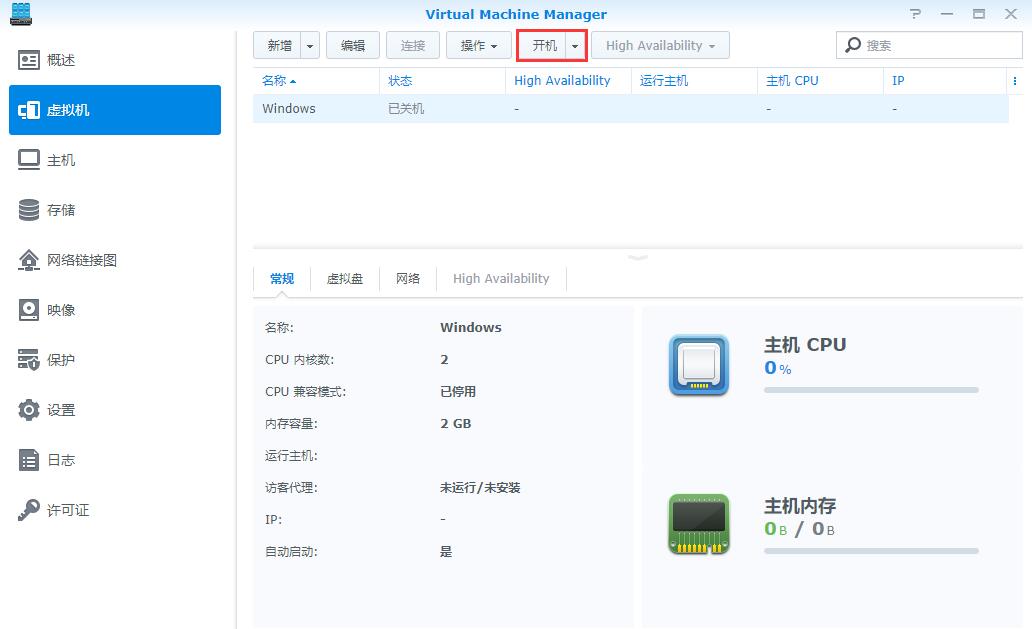 Virtual Machine Manager
概述
虚拟机
主机
存储
网络链接图
映像
保护
设置
日志
许可证
新增 编辑 连接 操作 开机 High Availability 搜索
名称 状态 High Availability 运行主机 主机 CPU IP
Windows 已关机 - - -
常规 虚拟盘 网络 High Availability
名称: Windows
CPU 内核数: 2
CPU 兼容模式: 已停用
内存容量: 2 GB
运行主机:
访客代理: 未运行/未安装
IP: -
自动启动: 是
主机 CPU
0 %
主机内存
0 B / 0 B